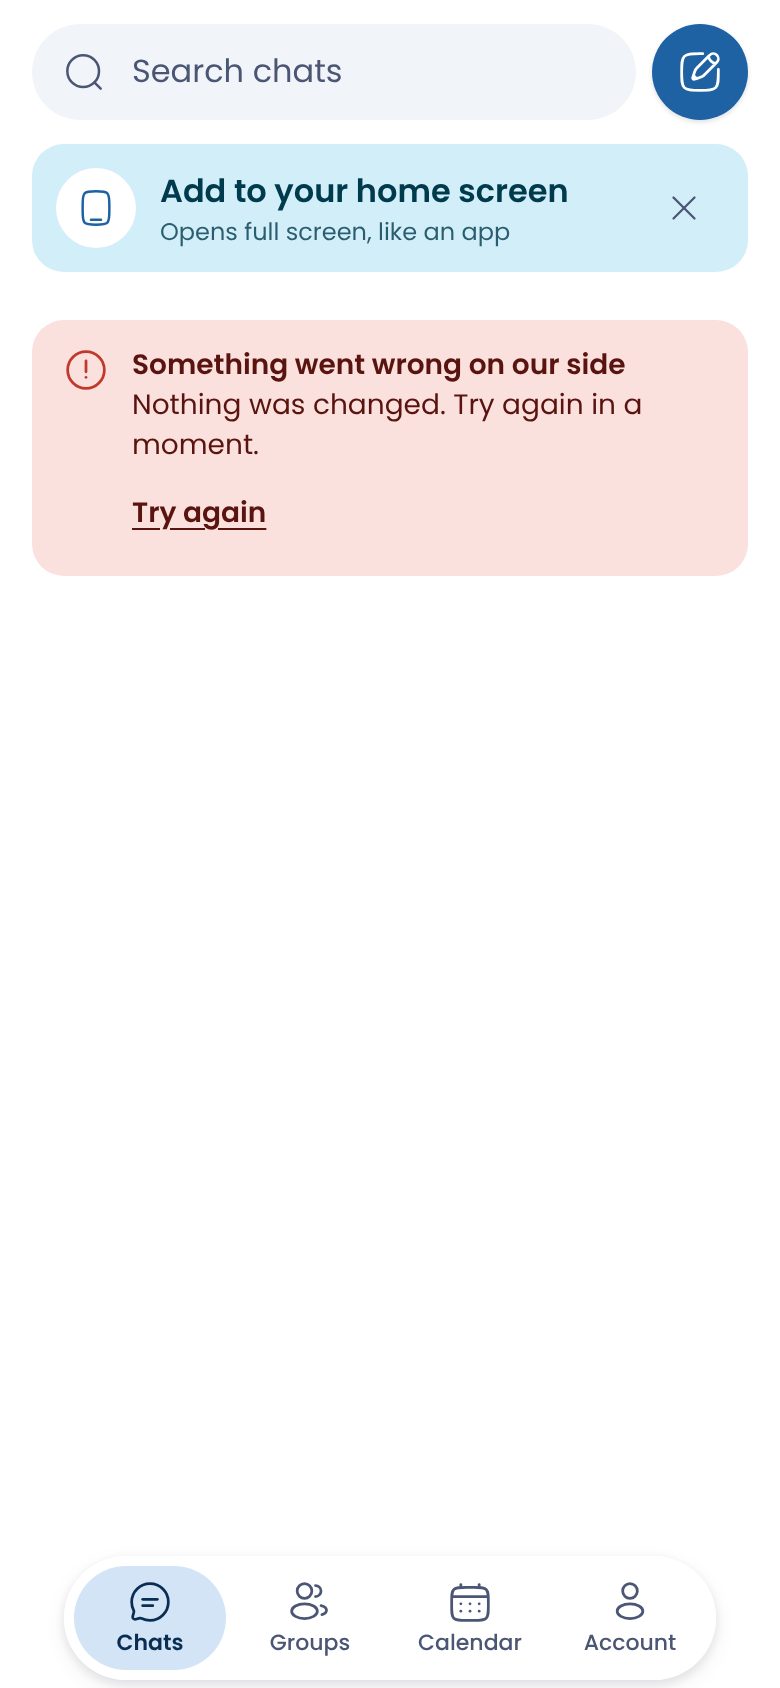 Search chats
Add to your home screen
Opens full screen, like an app
Something went wrong on our side
Nothing was changed. Try again in a
moment.
Try again
Chats
Groups
Calendar
Account